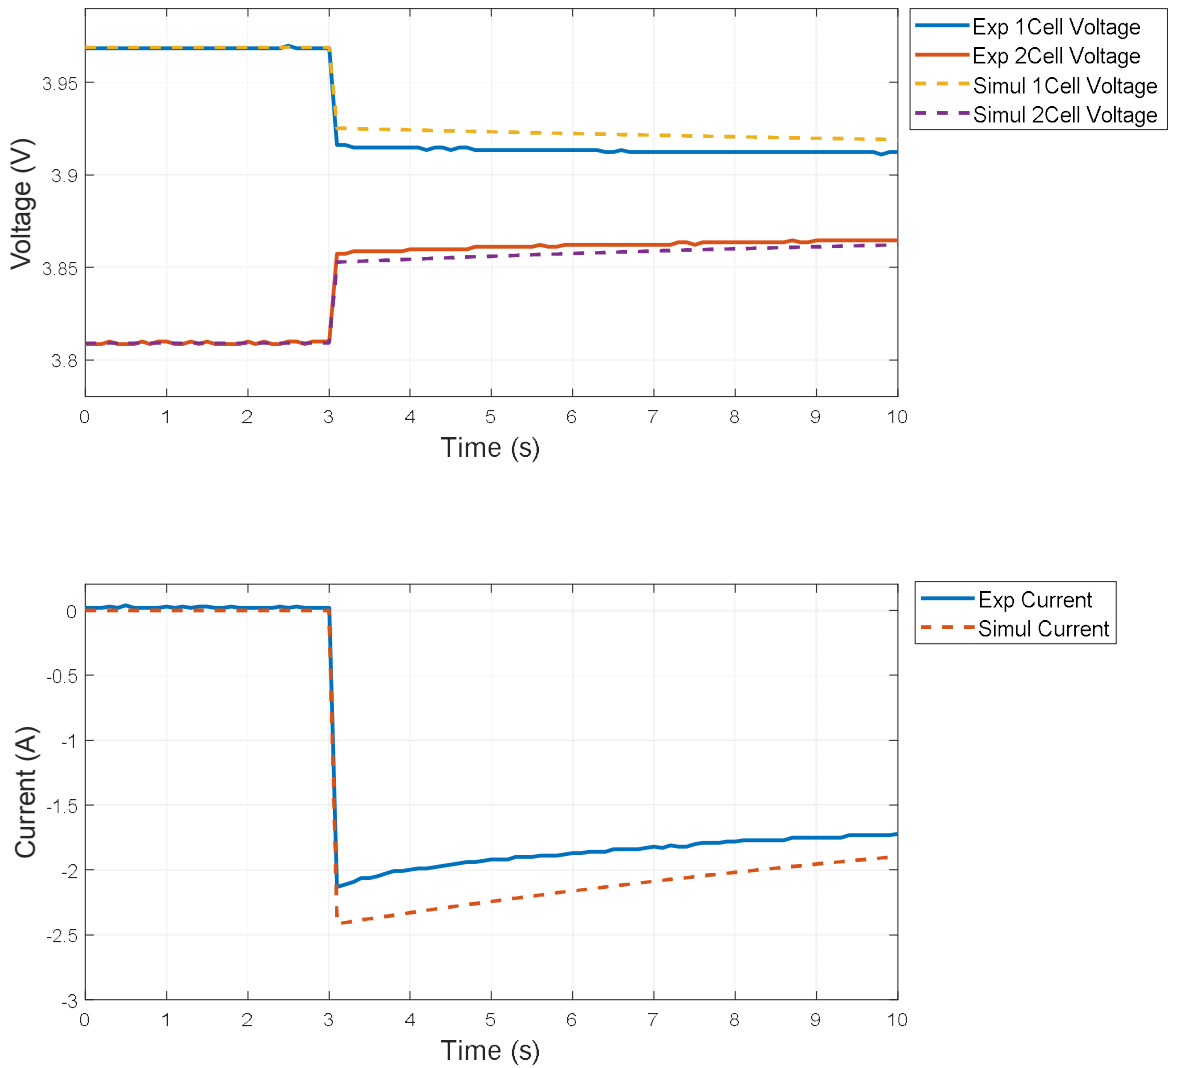 Voltage (V)
3.95
3.9
3.85
3.8
0 1 2 3 4 5 6 7 8 9 10
Time (s)
Exp 1Cell Voltage
Exp 2Cell Voltage
Simul 1Cell Voltage
Simul 2Cell Voltage
Current (A)
0
-0.5
-1
-1.5
-2
-2.5
-3
0 1 2 3 4 5 6 7 8 9 10
Time (s)
Exp Current
Simul Current